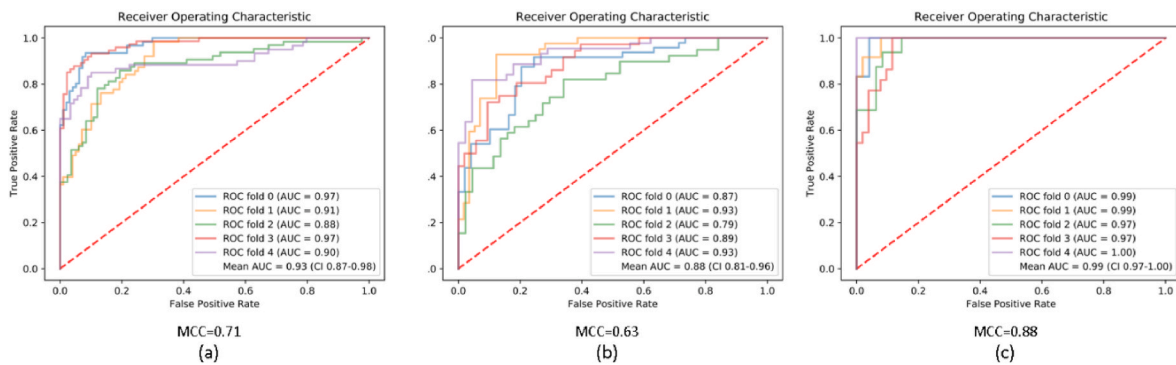 Receiver Operating Characteristic
1.0
0.8
0.6
0.4
0.2
0.0
True Positive Rate
ROC fold 0 (AUC = 0.97)
ROC fold 1 (AUC = 0.91)
ROC fold 2 (AUC = 0.88)
ROC fold 3 (AUC = 0.97)
ROC fold 4 (AUC = 0.90)
Mean AUC = 0.93 (CI 0.87-0.98)
0.0 0.2 0.4 0.6 0.8 1.0
False Positive Rate
MCC=0.71
(a)
Receiver Operating Characteristic
.0
.8
.6
.4
.2
.0
ROC fold 0 (AUC = 0.87)
ROC fold 1 (AUC = 0.93)
ROC fold 2 (AUC = 0.79)
ROC fold 3 (AUC = 0.89)
ROC fold 4 (AUC = 0.93)
Mean AUC = 0.88 (CI 0.81-0.96)
0.0 0.2 0.4 0.6 0.8 1.0
False Positive Rate
MCC=0.63
(b)
Receiver Operating Characteristic
1.0
0.8
0.6
0.4
0.2
0.0
True Positive Rate
ROC fold 0 (AUC = 0.99)
ROC fold 1 (AUC = 0.99)
ROC fold 2 (AUC = 0.97)
ROC fold 3 (AUC = 0.97)
ROC fold 4 (AUC = 1.00)
Mean AUC = 0.99 (CI 0.97-1.00)
0.0 0.2 0.4 0.6 0.8 1.0
False Positive Rate
MCC=0.88
(c)